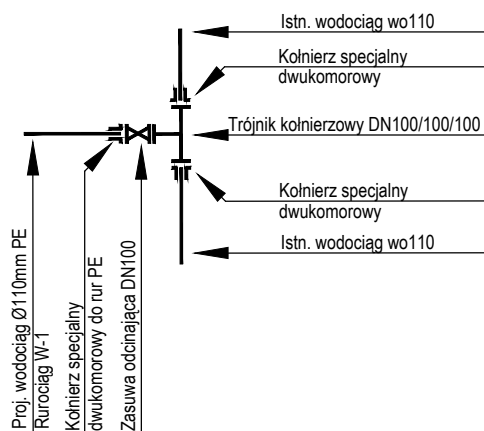 Istn. wodociąg wo110
Kołnierz specjalny
dwukomorowy
Trójnik kołnierzowy DN100/100/100
Kołnierz specjalny
dwukomorowy
Istn. wodociąg wo110
Proj. wodociąg Ø110mm PE
Rurociąg W-1
Kołnierz specjalny
dwukomorowy do rur PE
Zasuwa odcinająca DN100